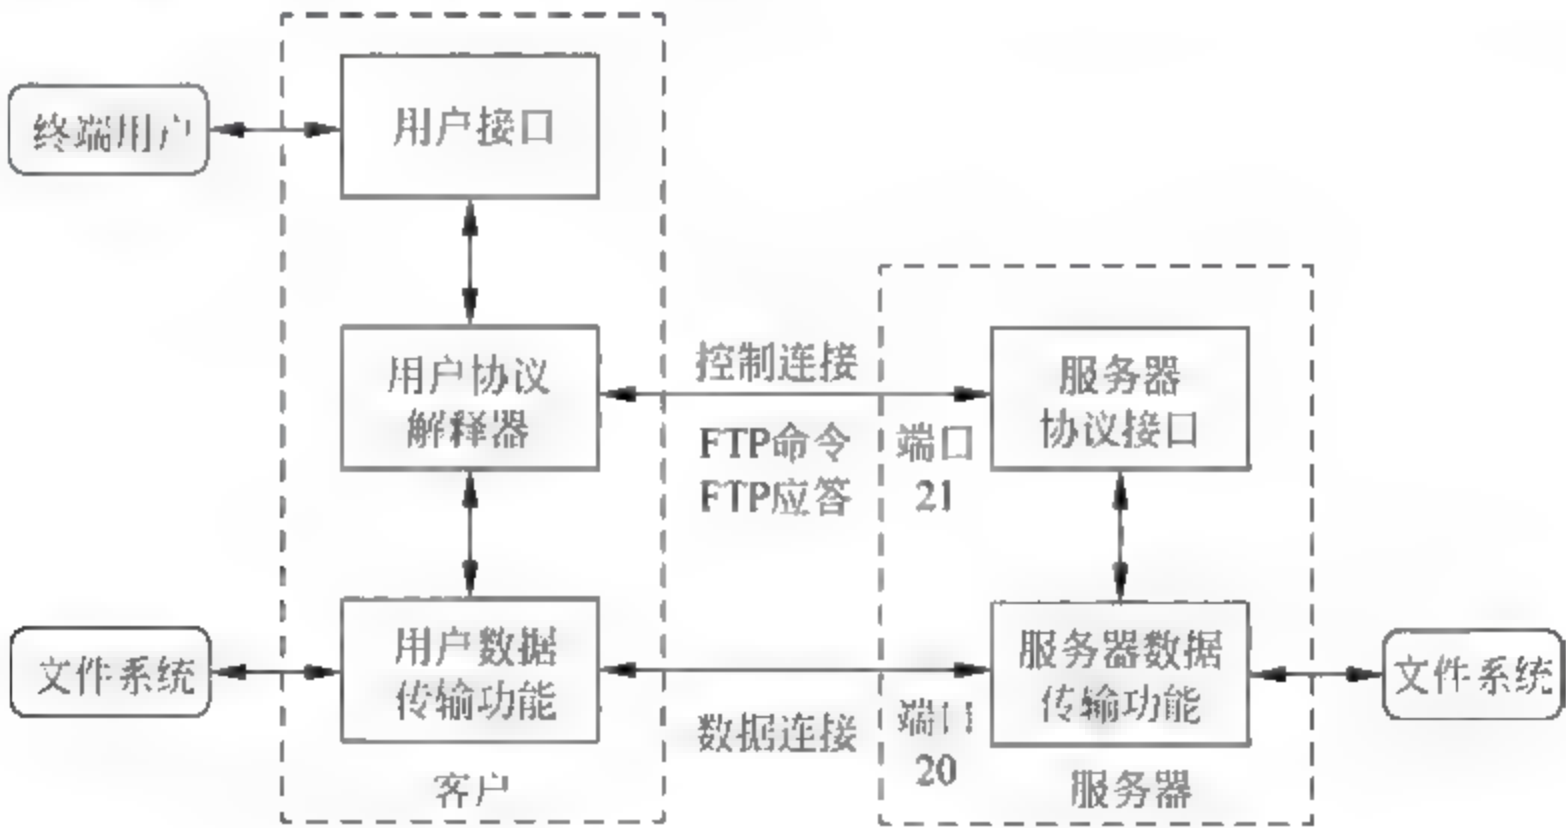 终端用户
用户接口
用户协议
解释器
控制连接
FTP命令
FTP应答
端口
21
服务器
协议接口
文件系统
用户数据
传输功能
数据连接
端口
20
服务器数据
传输功能
文件系统
客户
服务器